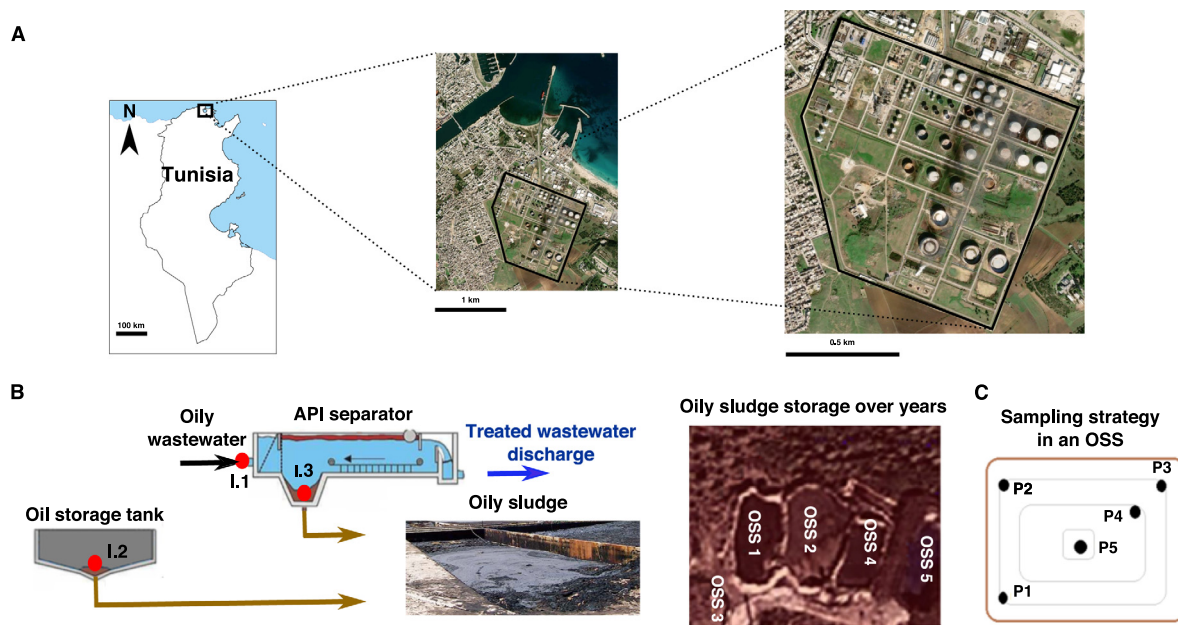 A
N
Tunisia
100 km
1 km
0.5 km
B
Oily
wastewater
API separator
Treated wastewater
discharge
I.1
I.3
Oil storage tank
I.2
Oily sludge
Oily sludge storage over years
OSS 1
OSS 2
OSS 4
OSS 5
OSS 3
C
Sampling strategy
in an OSS
P3
P2
P4
P5
P1